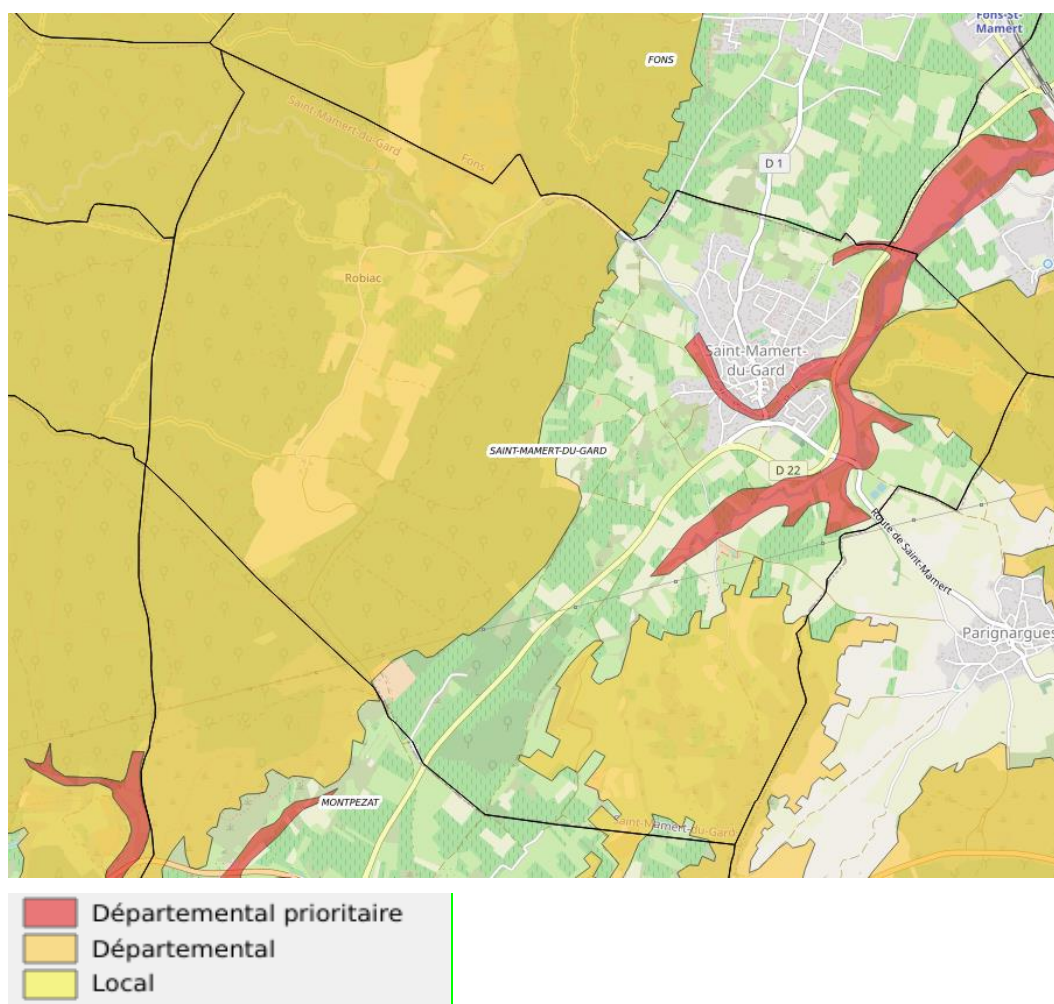 Fons-St-
Mamert
FONS
Saint-Mamert-du-Gard
Fons
D 1
Robiac
Saint-Mamert-
du-Gard
SAINT-MAMERT-DU-GARD
D 22
Route de Saint-Mamert
Parignargues
MONTPEZAT
Saint-Mamert-du-Gard
Départemental prioritaire
Départemental
Local